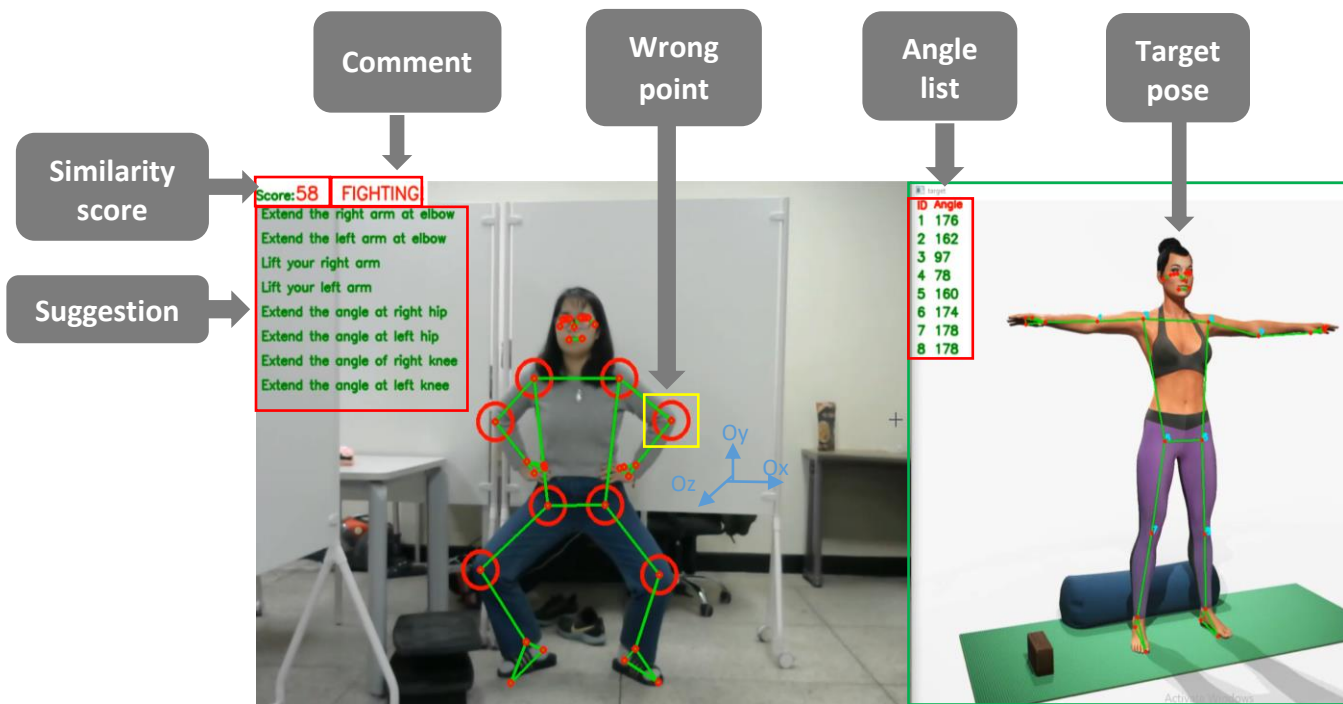 Comment
Wrong
point
Angle
list
Target
pose
Similarity
score
Suggestion
Score:58
FIGHTING
Extend the right arm at elbow
Extend the left arm at elbow
Lift your right arm
Lift your left arm
Extend the angle at right hip
Extend the angle at left hip
Extend the angle of right knee
Extend the angle at left knee
Oy
Ox
Oz
target
ID Angle
1 176
2 162
3 97
4 78
5 160
6 174
7 178
8 178
Activate Windows